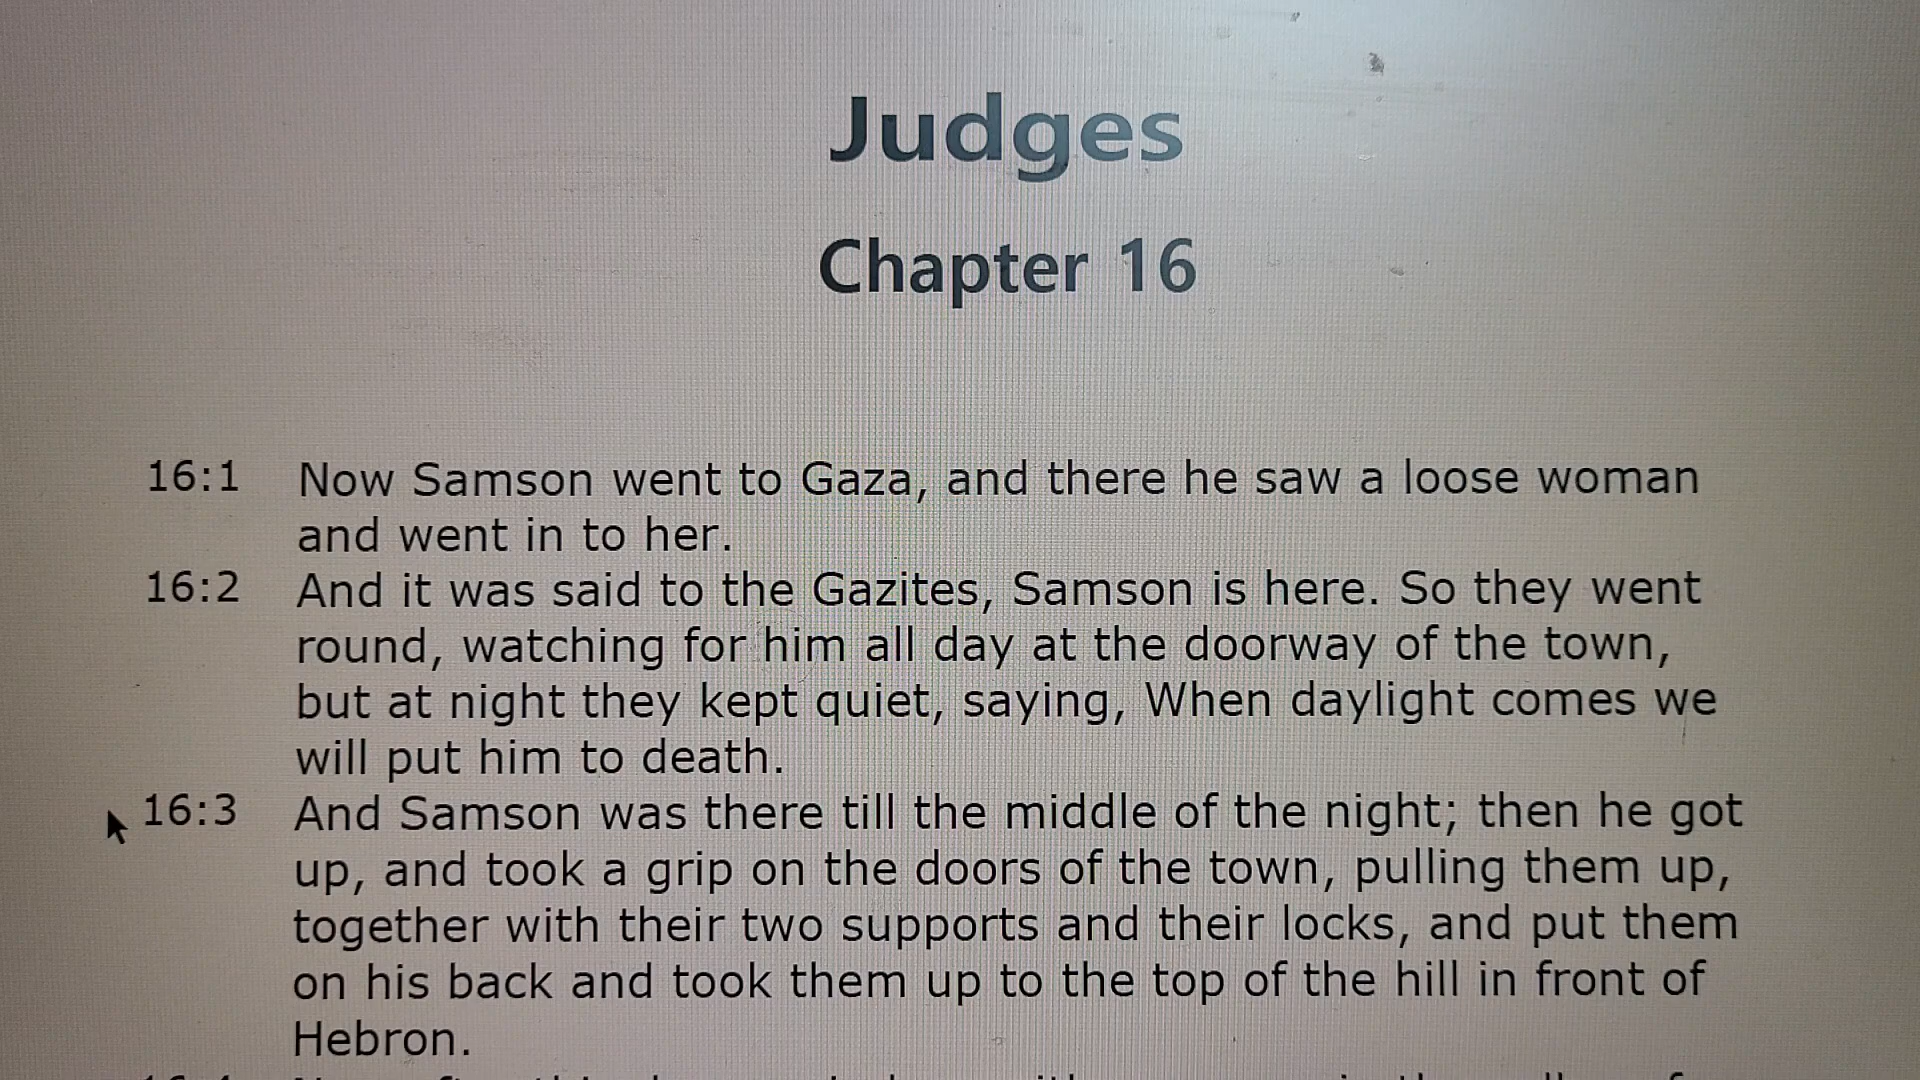 Judges
Chapter 16
16:1 Now Samson went to Gaza, and there he saw a loose woman
and went in to her.
16:2 And it was said to the Gazites, Samson is here. So they went
round, watching for him all day at the doorway of the town,
but at night they kept quiet, saying, When daylight comes we
will put him to death.
16:3 And Samson was there till the middle of the night; then he got
up, and took a grip on the doors of the town, pulling them up,
together with their two supports and their locks, and put them
on his back and took them up to the top of the hill in front of
Hebron.